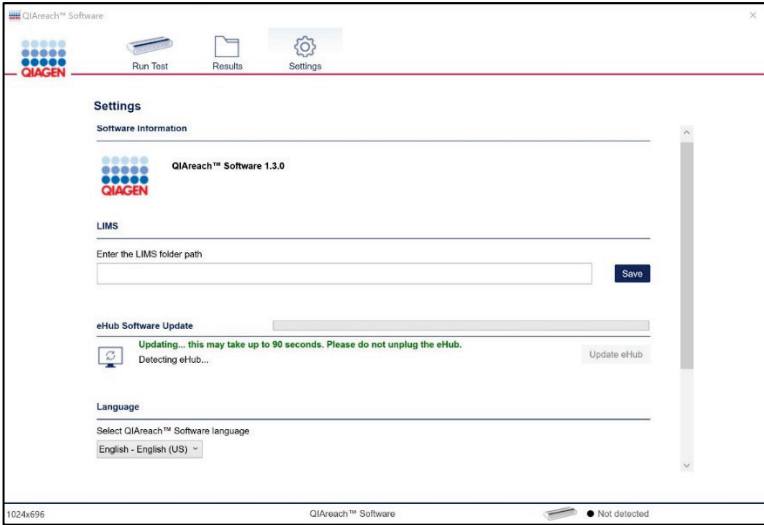 QIAreach™ Software
QIAGEN
Run Test
Results
Settings
Settings
Software Information
QIAGEN
QIAreach™ Software 1.3.0
LIMS
Enter the LIMS folder path
Save
eHub Software Update
Updating... this may take up to 90 seconds. Please do not unplug the eHub.
Detecting eHub...
Update eHub
Language
Select QIAreach™ Software language
English - English (US)
1024x696
QIAreach™ Software
Not detected